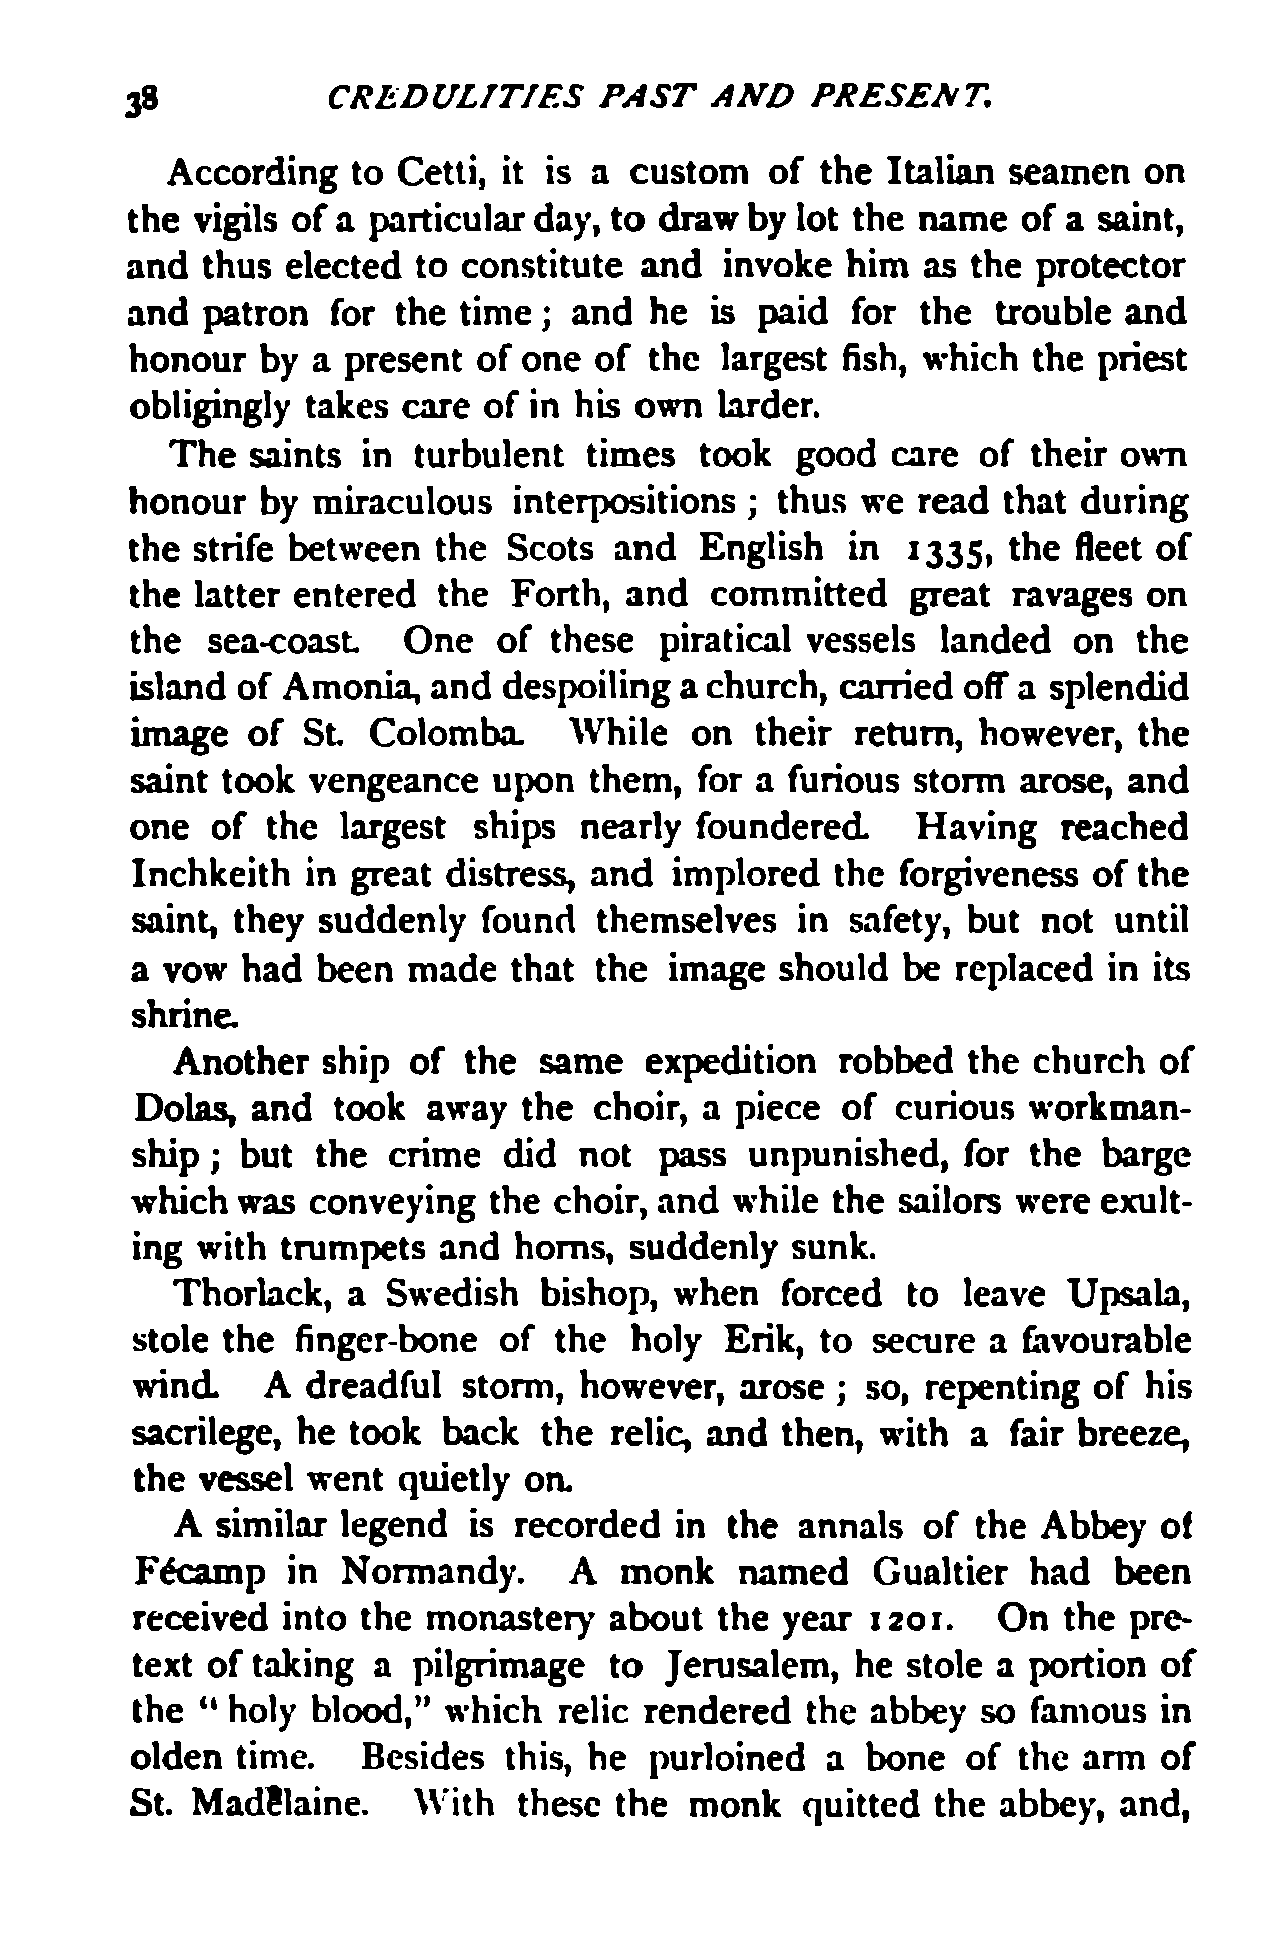 38 CREDULITIES PAST AND PRESENT.
According to Cetti, it is a custom of the Italian seamen on
the vigils of a particular day, to draw by lot the name of a saint,
and thus elected to constitute and invoke him as the protector
and patron for the time ; and he is paid for the trouble and
honour by a present of one of the largest fish, which the priest
obligingly takes care of in his own larder.
The saints in turbulent times took good care of their own
honour by miraculous interpositions ; thus we read that during
the strife between the Scots and English in 1335, the fleet of
the latter entered the Forth, and committed great ravages on
the sea-coast. One of these piratical vessels landed on the
island of Amonia, and despoiling a church, carried off a splendid
image of St. Colomba. While on their return, however, the
saint took vengeance upon them, for a furious storm arose, and
one of the largest ships nearly foundered. Having reached
Inchkeith in great distress, and implored the forgiveness of the
saint, they suddenly found themselves in safety, but not until
a vow had been made that the image should be replaced in its
shrine.
Another ship of the same expedition robbed the church of
Dolas, and took away the choir, a piece of curious workman-
ship ; but the crime did not pass unpunished, for the barge
which was conveying the choir, and while the sailors were exult-
ing with trumpets and horns, suddenly sunk.
Thorlack, a Swedish bishop, when forced to leave Upsala,
stole the finger-bone of the holy Erik, to secure a favourable
wind. A dreadful storm, however, arose ; so, repenting of his
sacrilege, he took back the relic, and then, with a fair breeze,
the vessel went quietly on.
A similar legend is recorded in the annals of the Abbey of
Fécamp in Normandy. A monk named Gualtier had been
received into the monastery about the year 1201. On the pre-
text of taking a pilgrimage to Jerusalem, he stole a portion of
the " holy blood," which relic rendered the abbey so famous in
olden time. Besides this, he purloined a bone of the arm of
St. Madèlaine. With these the monk quitted the abbey, and,